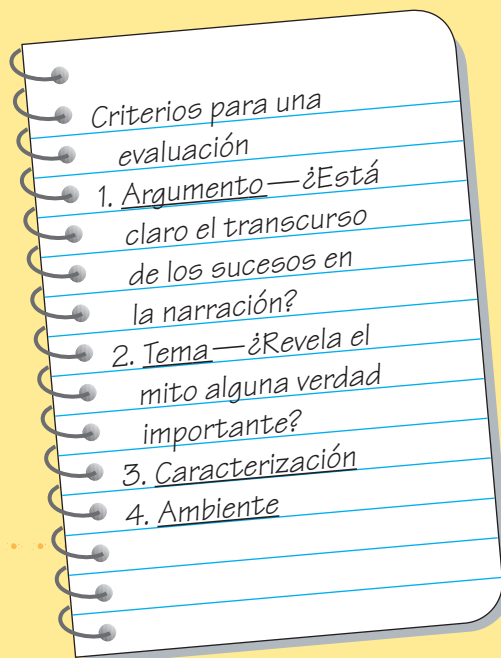 Criterios para una
evaluación
1. Argumento—¿Está
claro el transcurso
de los sucesos en
la narración?
2. Tema—¿Revela el
mito alguna verdad
importante?
3. Caracterización
4. Ambiente